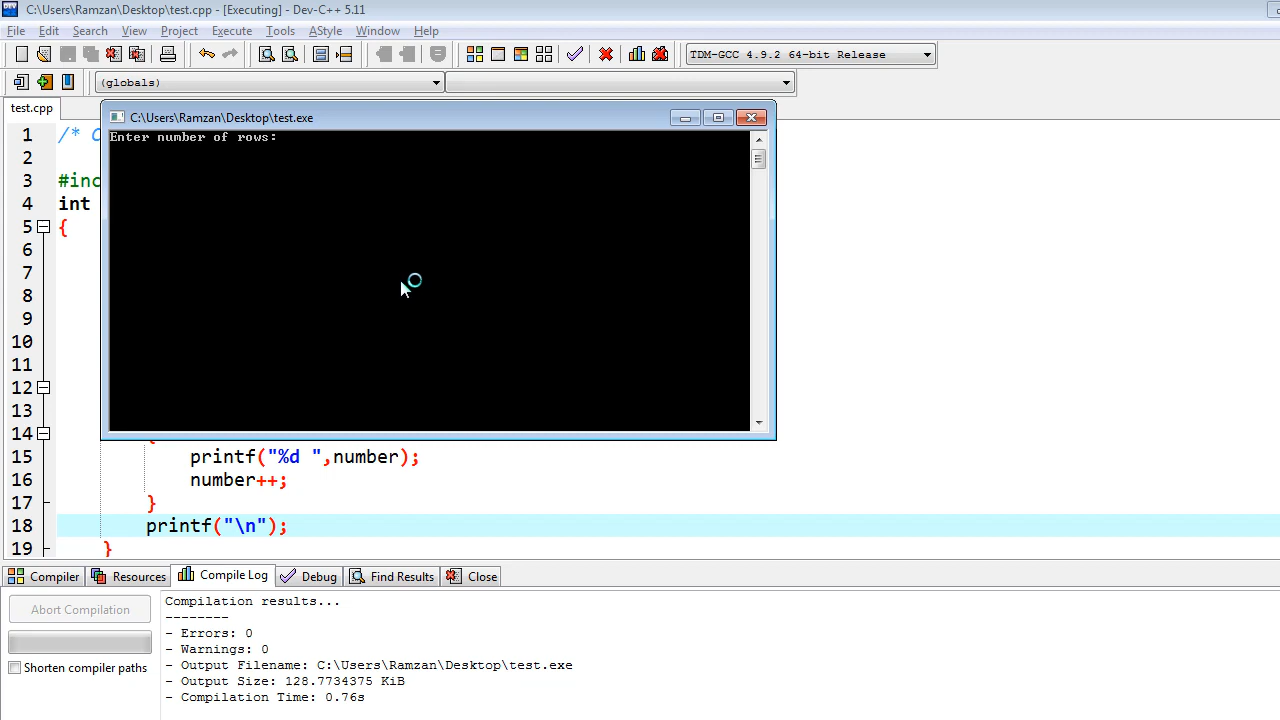 C:\Users\Ramzan\Desktop\test.cpp - [Executing] - Dev-C++ 5.11
File Edit Search View Project Execute Tools AStyle Window Help
TDM-GCC 4.9.2 64-bit Release
(globals)
test.cpp
C:\Users\Ramzan\Desktop\test.exe
Enter number of rows:
1 /*
2
3 #inc
4 int
5 {
6
7
8
9
10
11
12
13
14
15 printf("%d ",number);
16 number++;
17 }
18 printf("\n");
19 }
Compiler Resources Compile Log Debug Find Results Close
Abort Compilation
Shorten compiler paths
Compilation results...
--------
- Errors: 0
- Warnings: 0
- Output Filename: C:\Users\Ramzan\Desktop\test.exe
- Output Size: 128.7734375 KiB
- Compilation Time: 0.76s